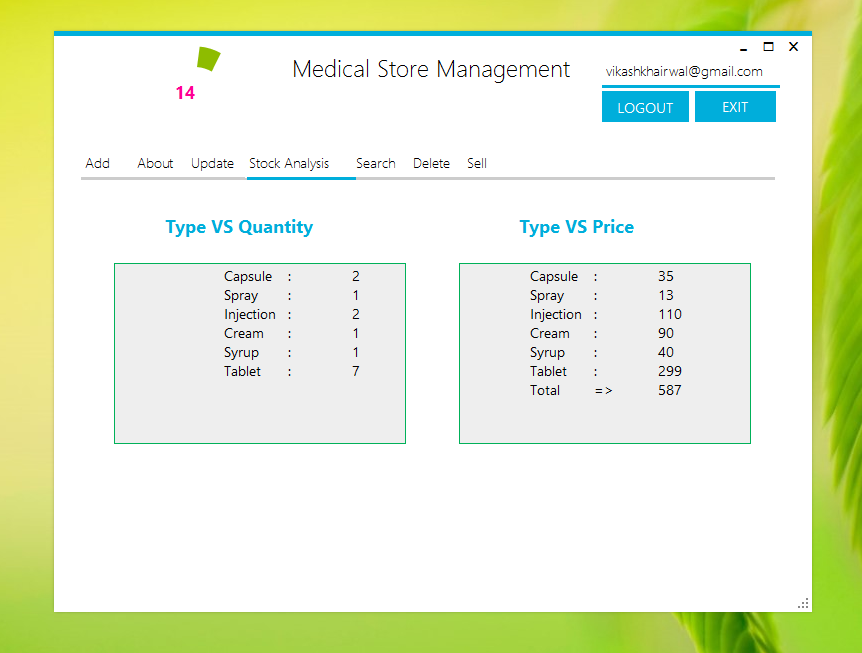 Medical Store Management
14
vikashkhairwal@gmail.com
LOGOUT EXIT
Add About Update Stock Analysis Search Delete Sell
Type VS Quantity
Capsule : 2
Spray : 1
Injection : 2
Cream : 1
Syrup : 1
Tablet : 7
Type VS Price
Capsule : 35
Spray : 13
Injection : 110
Cream : 90
Syrup : 40
Tablet : 299
Total => 587